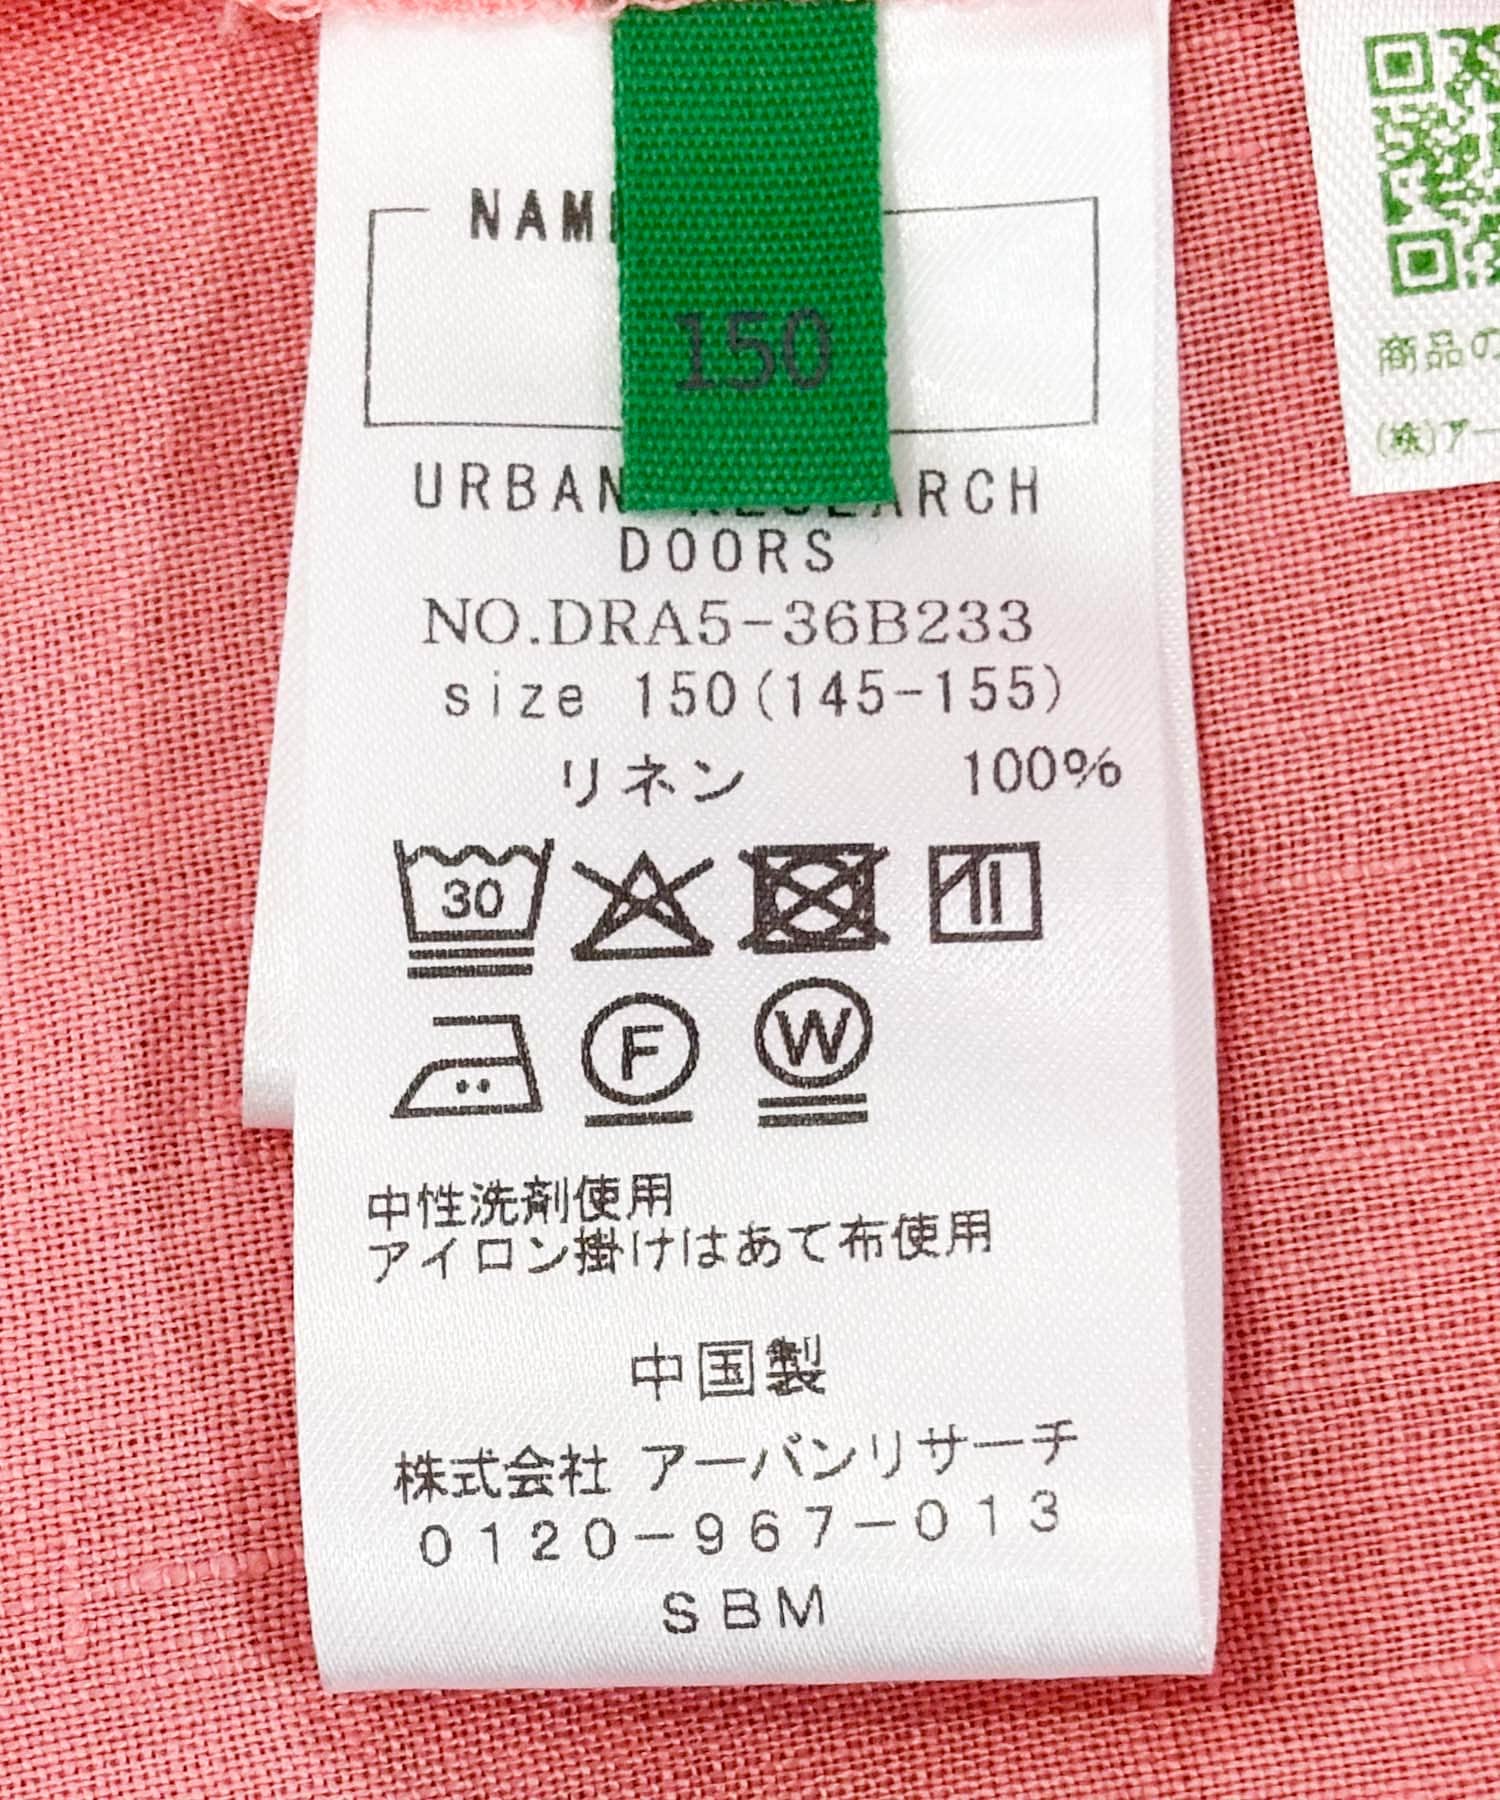 150
URBAN RESEARCH
DOORS
NO.DRA5-36B233
size 150(145-155)
リネン 100%
30
F
W
中性洗剤使用
アイロン掛けはあて布使用
中国製
株式会社 アーバンリサーチ
0120-967-013
SBM
商品の
(株)アー